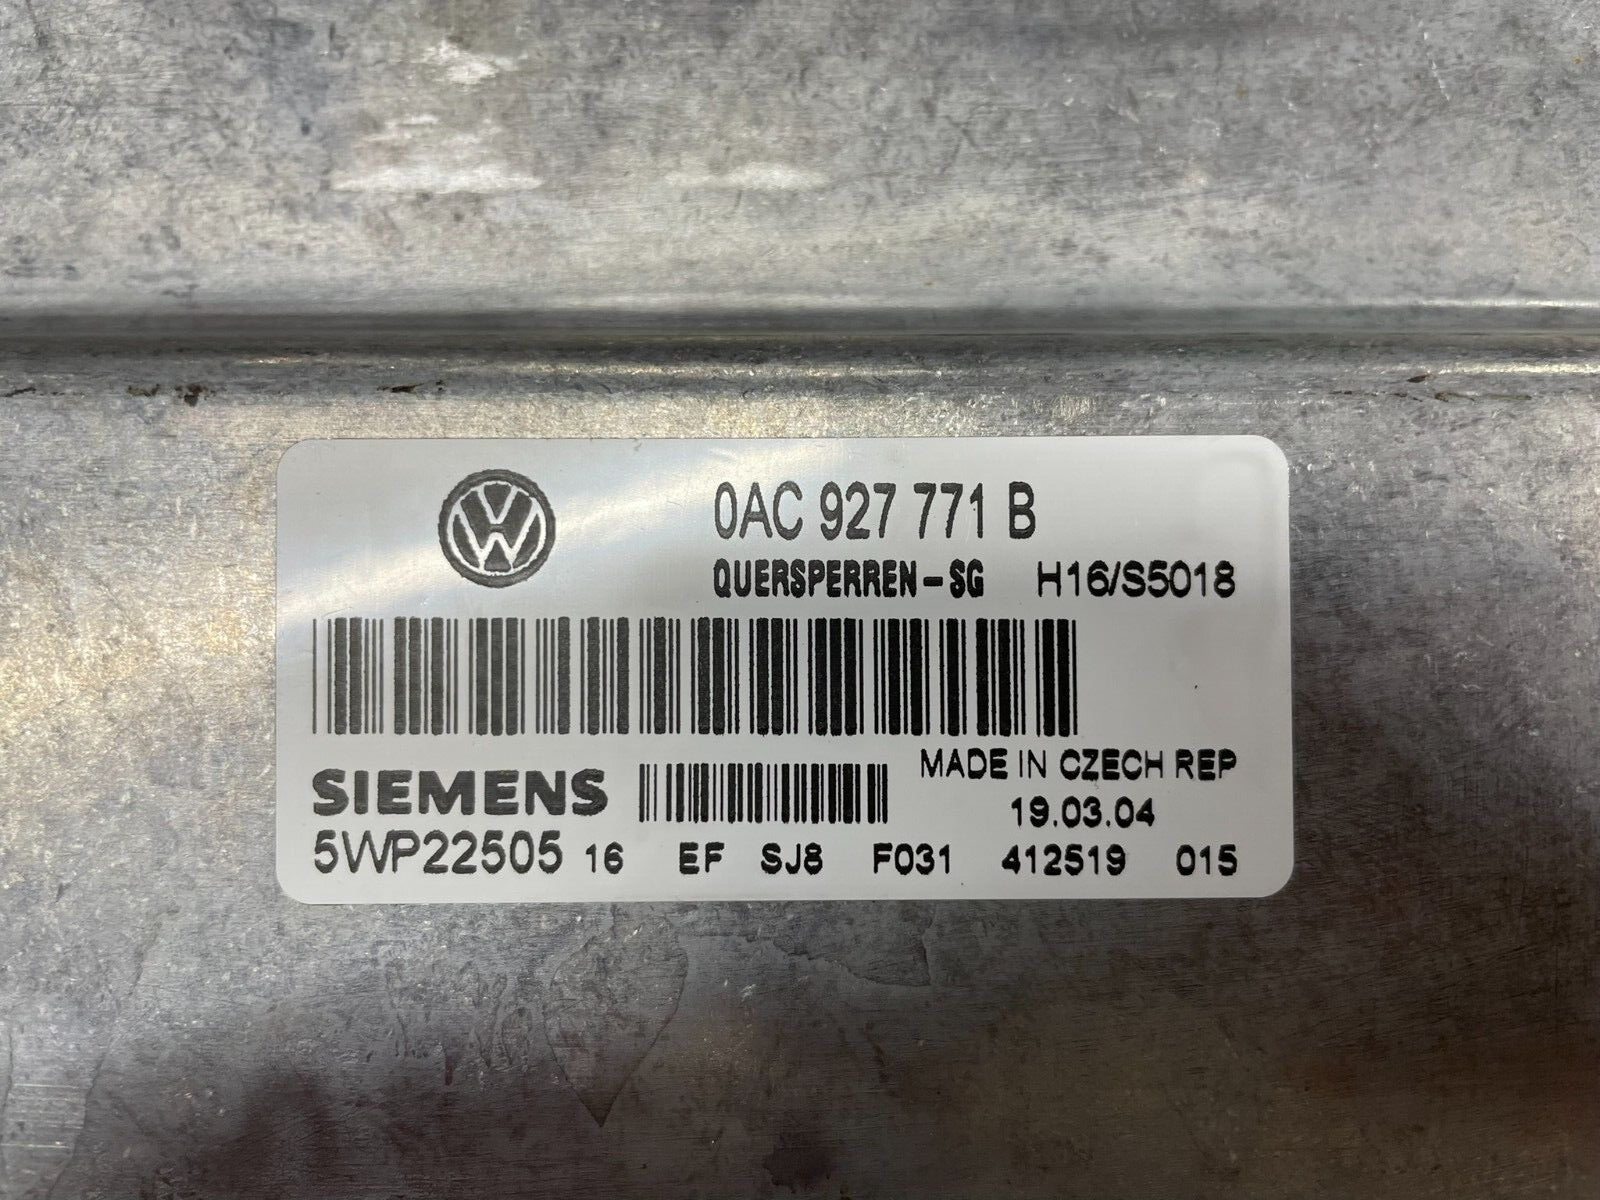 0AC 927 771 B
QUERSPERREN-SG H16/S5018
MADE IN CZECH REP
SIEMENS 19.03.04
5WP22505 16 EF SJ8 F031 412519 015